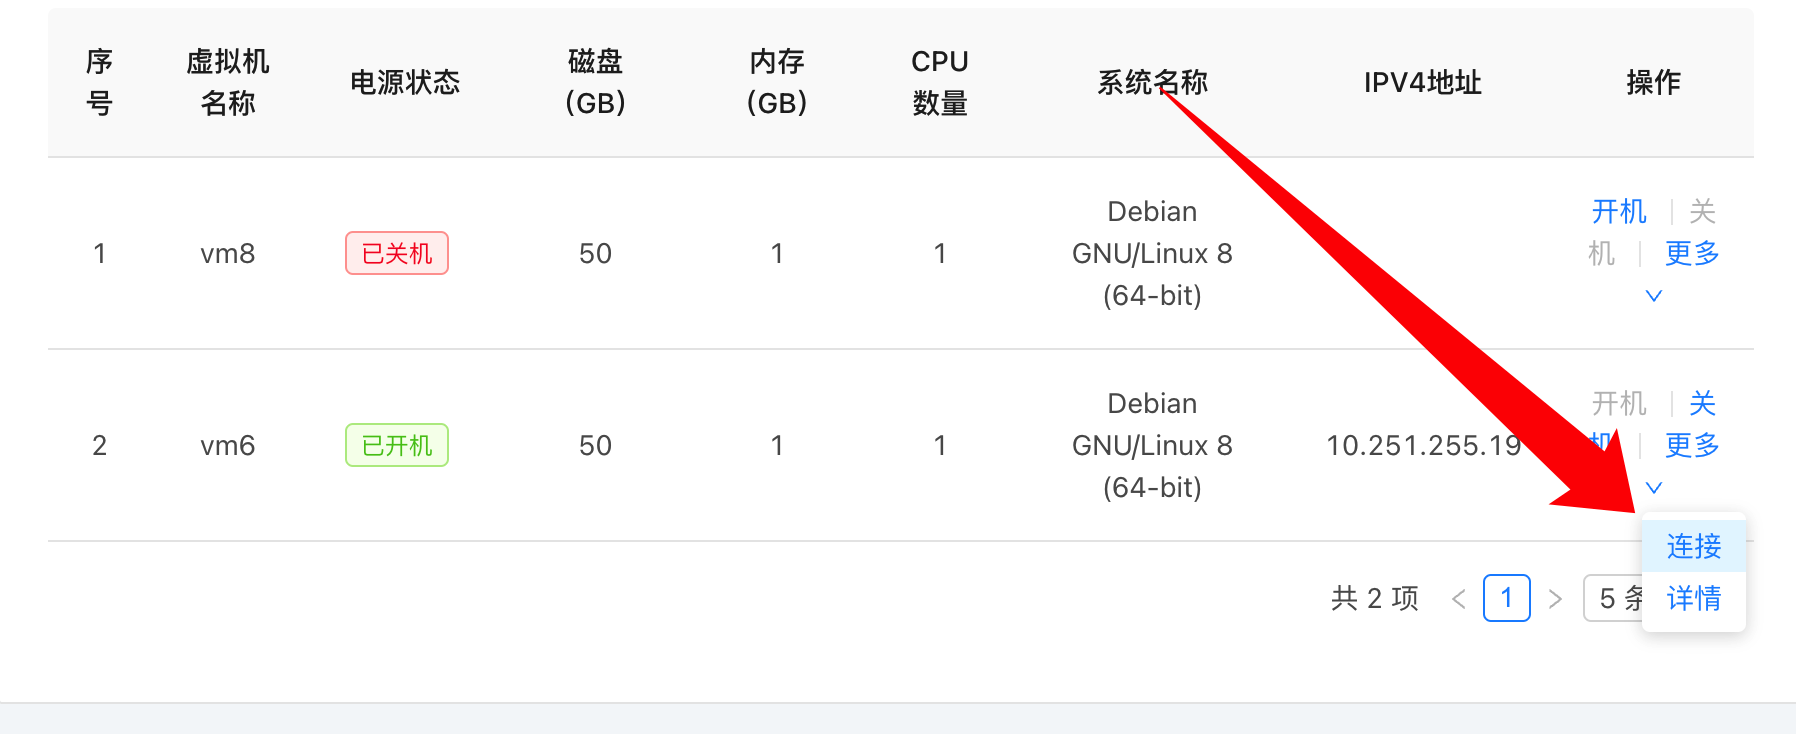 序号 虚拟机名称 电源状态 磁盘(GB) 内存(GB) CPU数量 系统名称 IPV4地址 操作
1 vm8 已关机 50 1 1 Debian GNU/Linux 8 (64-bit) 开机 关机 更多
2 vm6 已开机 50 1 1 Debian GNU/Linux 8 (64-bit) 10.251.255.19 开机 关机 更多
连接
共 2 项 < 1 > 5 条
详情